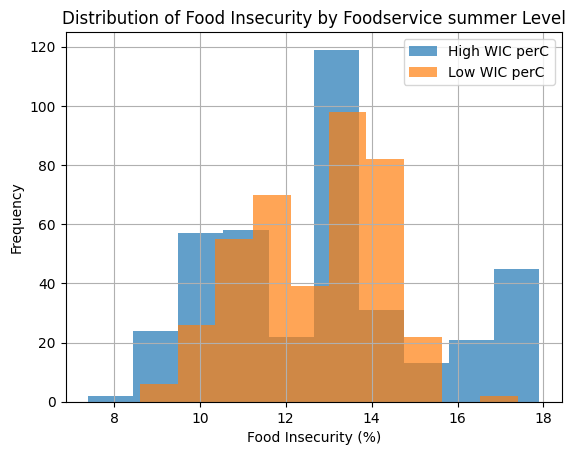 Distribution of Food Insecurity by Foodservice summer Level
High WIC perC
Low WIC perC
120
100
80
60
40
20
0
Frequency
8 10 12 14 16 18
Food Insecurity (%)